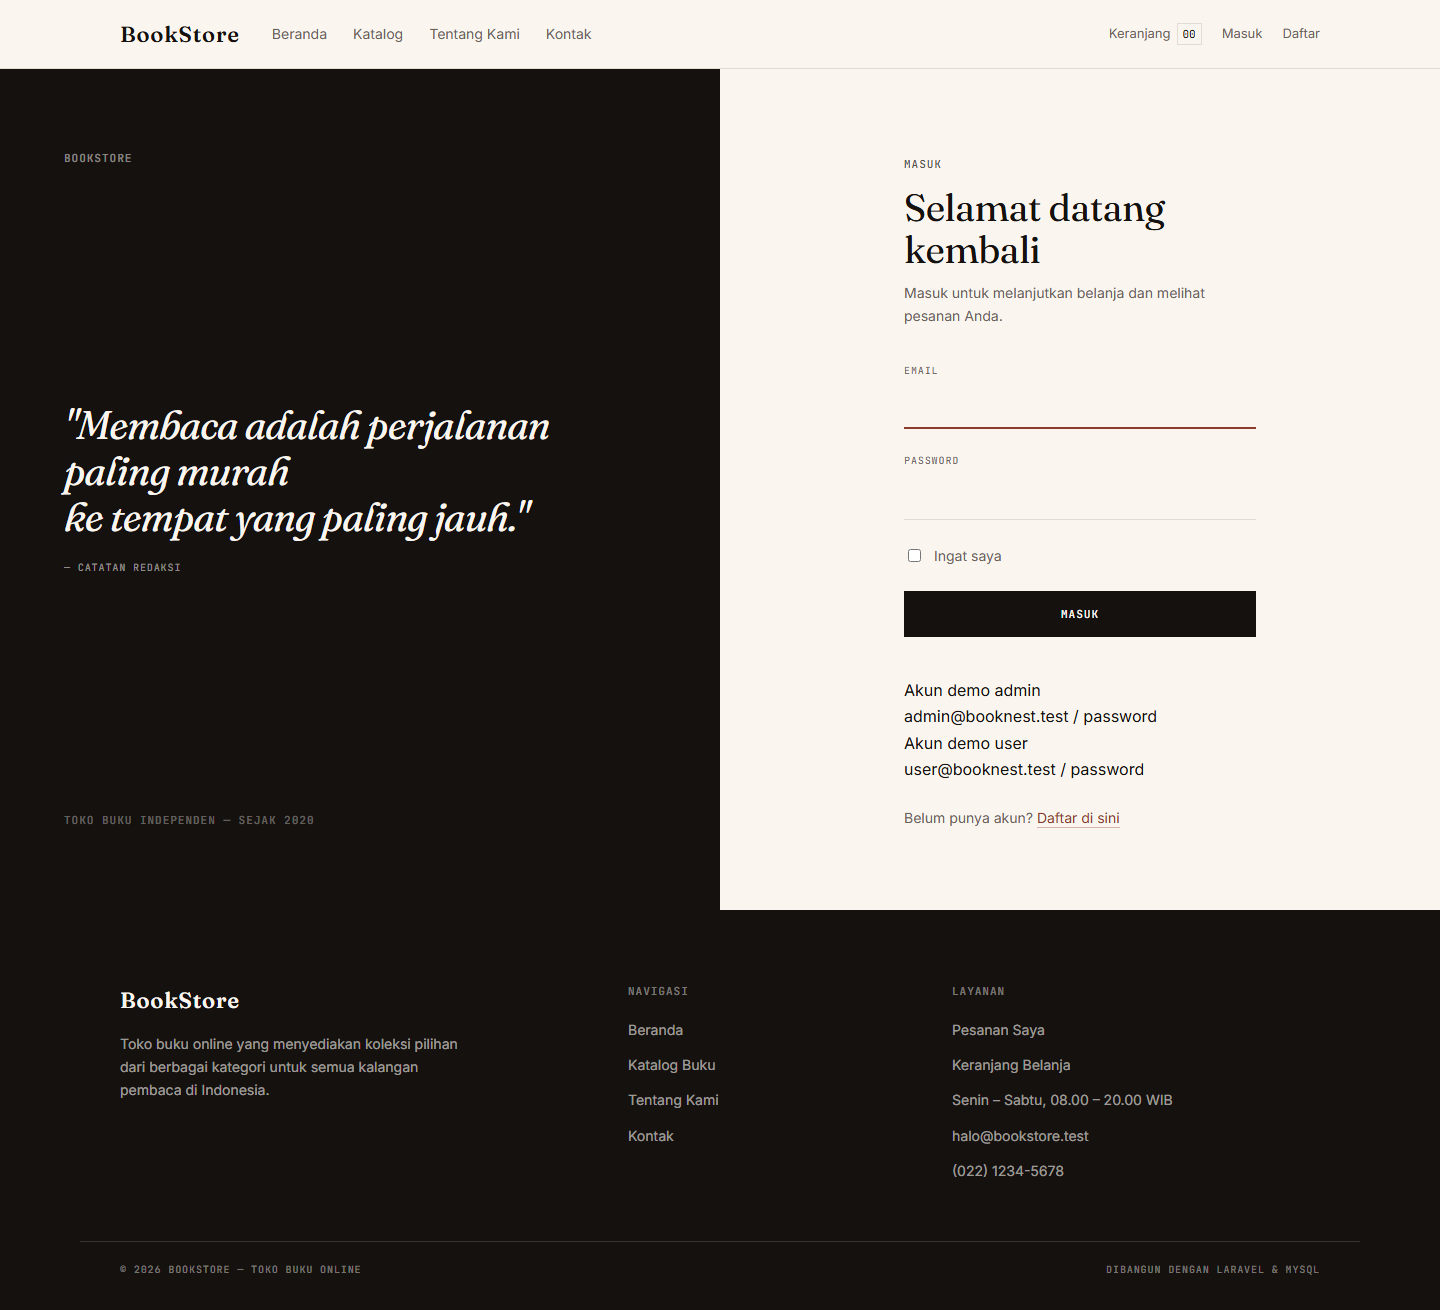 BookStore
Beranda
Katalog
Tentang Kami
Kontak
Keranjang 00
Masuk
Daftar
BOOKSTORE
"Membaca adalah perjalanan
paling murah
ke tempat yang paling jauh."
— CATATAN REDAKSI
TOKO BUKU INDEPENDEN — SEJAK 2020
MASUK
Selamat datang
kembali
Masuk untuk melanjutkan belanja dan melihat
pesanan Anda.
EMAIL
PASSWORD
Ingat saya
MASUK
Akun demo admin
admin@booknest.test / password
Akun demo user
user@booknest.test / password
Belum punya akun? Daftar di sini
BookStore
Toko buku online yang menyediakan koleksi pilihan
dari berbagai kategori untuk semua kalangan
pembaca di Indonesia.
NAVIGASI
Beranda
Katalog Buku
Tentang Kami
Kontak
LAYANAN
Pesanan Saya
Keranjang Belanja
Senin – Sabtu, 08.00 – 20.00 WIB
halo@bookstore.test
(022) 1234-5678
© 2026 BOOKSTORE — TOKO BUKU ONLINE
DIBANGUN DENGAN LARAVEL & MYSQL